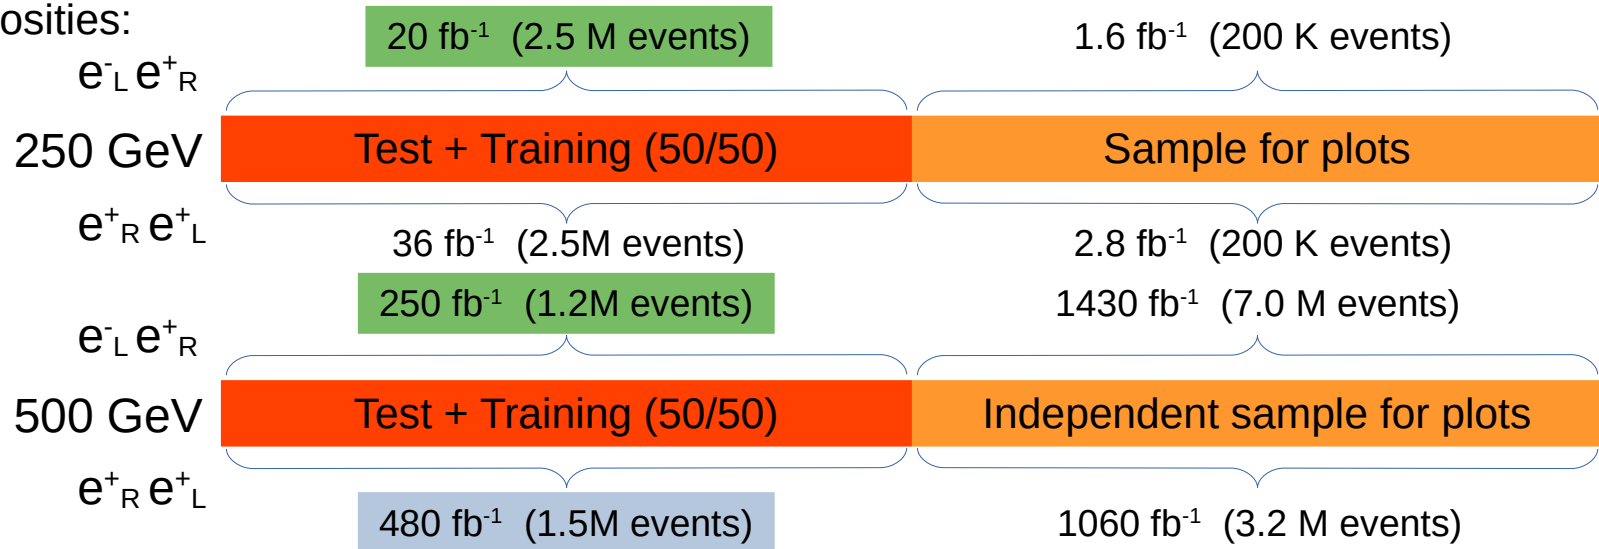 osities:
20 fb⁻¹ (2.5 M events) 1.6 fb⁻¹ (200 K events)
e⁻L e⁺R
250 GeV Test + Training (50/50) Sample for plots
e⁺R e⁺L
36 fb⁻¹ (2.5M events) 2.8 fb⁻¹ (200 K events)
250 fb⁻¹ (1.2M events) 1430 fb⁻¹ (7.0 M events)
e⁻L e⁺R
500 GeV Test + Training (50/50) Independent sample for plots
e⁺R e⁺L
480 fb⁻¹ (1.5M events) 1060 fb⁻¹ (3.2 M events)